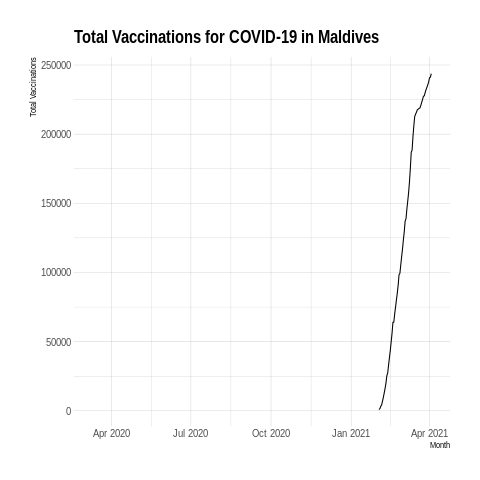 Total Vaccinations for COVID-19 in Maldives
Total Vaccinations
250000
200000
150000
100000
50000
0
Apr 2020 Jul 2020 Oct 2020 Jan 2021 Apr 2021
Month